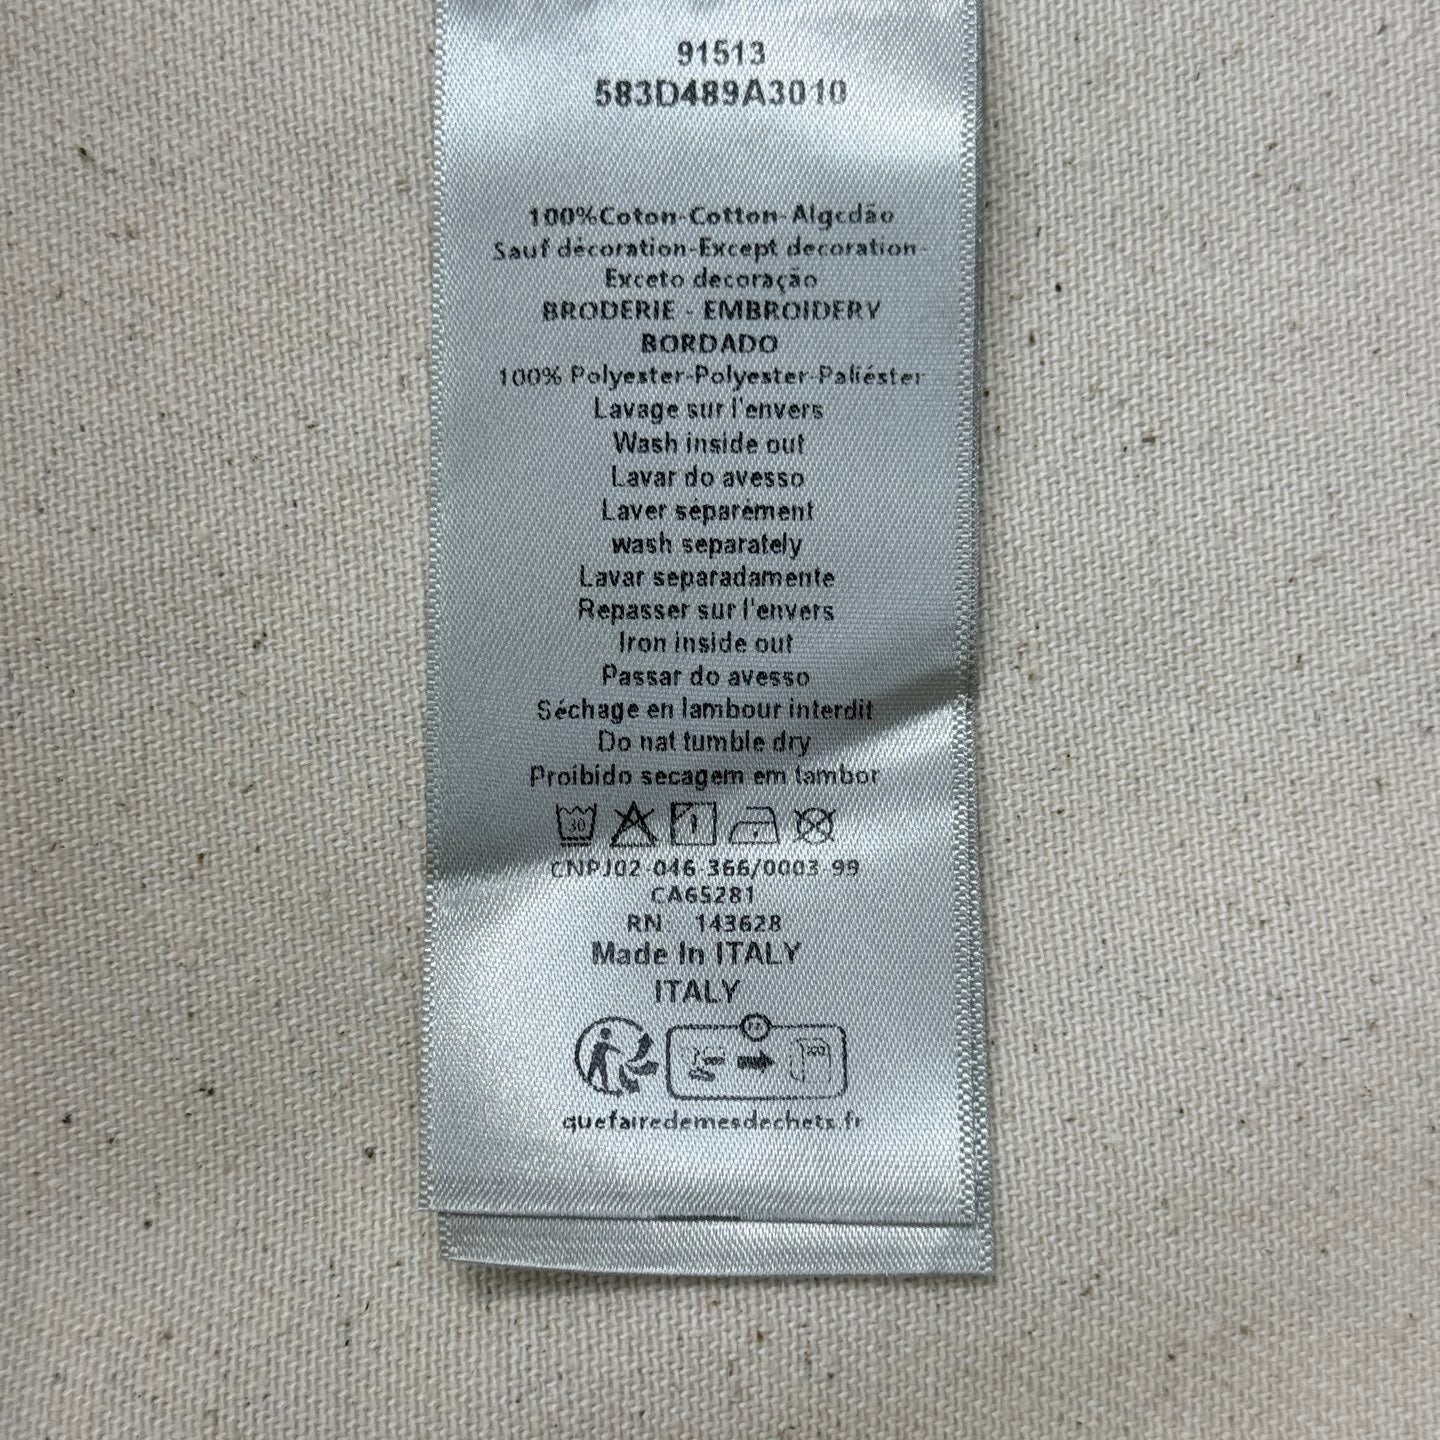 91513
583D489A3010
100%Coton-Cotton-Algcdão
Sauf décoration-Except decoration-
Exceto decoração
BRODERIE - EMBROIDERY
BORDADO
100% Polyester-Polyester-Paliéster
Lavage sur l'envers
Wash inside out
Lavar do avesso
Laver séparément
wash separately
Lavar separadamente
Repasser sur l'envers
Iron inside out
Passar do avesso
Séchage en lambour interdit
Do nat tumble dry
Proibido secagem em tambor
30
CNPJ02-046-366/0003-99
CA65281
RN 143628
Made In ITALY
ITALY
quefairedemesdechets.fr